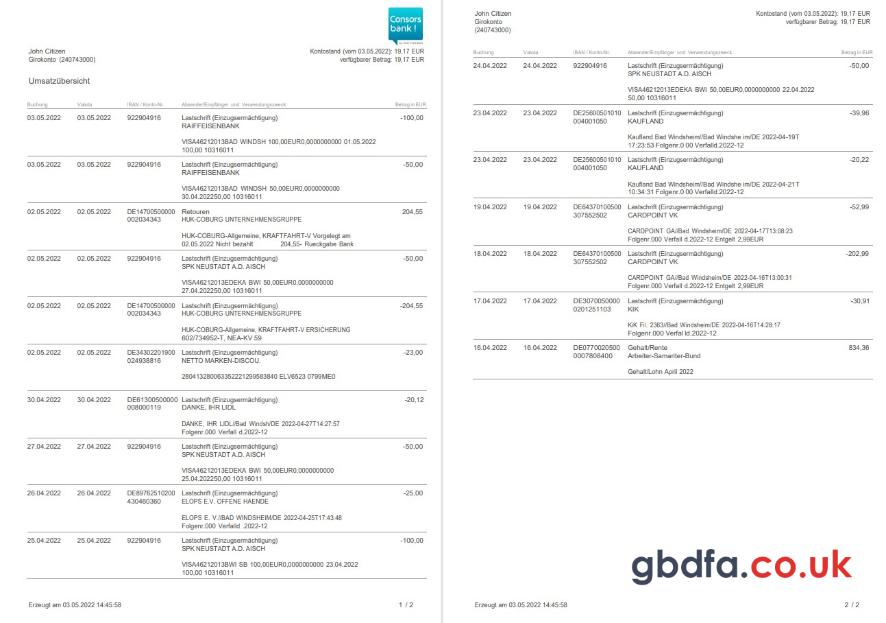 Consors
bank!
John Citizen
Girokonto (240743000)
Kontostand (vom 03.05.2022): 19,17 EUR
verfügbarer Betrag: 19,17 EUR
Umsatzübersicht
Buchung Valuta IBAN / Konto-Nr. Absender/Empfänger und Verwendungszweck Betrag in EUR
03.05.2022 03.05.2022 922904916 Lastschrift (Einzugsermächtigung) -100,00
RAIFFEISENBANK
VISA46212013BAD WINDSH 100,00EUR0,0000000000 01.05.2022
100,00 10316011
03.05.2022 03.05.2022 922904916 Lastschrift (Einzugsermächtigung) -50,00
RAIFFEISENBANK
VISA46212013BAD WINDSH 50,00EUR0,0000000000
30.04.202250,00 10316011
02.05.2022 02.05.2022 DE14700500000 Retouren 204,55
002034343 HUK-COBURG UNTERNEHMENSGRUPPE
HUK-COBURG-Allgemeine, KRAFTFAHRT-V Vorgelegt am
02.05.2022 Nicht bezahlt 204,55- Rueckgabe Bank
02.05.2022 02.05.2022 922904916 Lastschrift (Einzugsermächtigung) -50,00
SPK NEUSTADT A.D. AISCH
VISA46212013EDEKA BWI 50,00EUR0,0000000000
27.04.202250,00 10316011
02.05.2022 02.05.2022 DE14700500000 Lastschrift (Einzugsermächtigung) -204,55
002034343 HUK-COBURG UNTERNEHMENSGRUPPE
HUK-COBURG-Allgemeine, KRAFTFAHRT-V ERSICHERUNG
602/734952-T, NEA-KV 59
02.05.2022 02.05.2022 DE34302201900 Lastschrift (Einzugsermächtigung) -23,00
024938816 NETTO MARKEN-DISCOU.
280413280063352221299583840 ELV6523 0799ME0
30.04.2022 30.04.2022 DE61300500000 Lastschrift (Einzugsermächtigung) -20,12
008000119 DANKE, IHR LIDL
DANKE, IHR LIDL//Bad Windsh/DE 2022-04-27T14:27:57
Folgenr.000 Verfall d.2022-12
27.04.2022 27.04.2022 922904916 Lastschrift (Einzugsermächtigung) -50,00
SPK NEUSTADT A.D. AISCH
VISA46212013EDEKA BWI 50,00EUR0,0000000000
25.04.202250,00 10316011
26.04.2022 26.04.2022 DE89762510200 Lastschrift (Einzugsermächtigung) -25,00
430460360 ELOPS E.V. OFFENE HAENDE
ELOPS E. V.//BAD WINDSHEIM/DE 2022-04-25T17:43:48
Folgenr.000 Verfalld .2022-12
25.04.2022 25.04.2022 922904916 Lastschrift (Einzugsermächtigung) -100,00
SPK NEUSTADT A.D. AISCH
VISA46212013BWI SB 100,00EUR0,0000000000 23.04.2022
100,00 10316011
Erzeugt am 03.05.2022 14:45:58 1 / 2
John Citizen
Girokonto
(240743000)
Kontostand (vom 03.05.2022): 19,17 EUR
verfügbarer Betrag: 19,17 EUR
Buchung Valuta IBAN / Konto-Nr. Absender/Empfänger und Verwendungszweck Betrag in EUR
24.04.2022 24.04.2022 922904916 Lastschrift (Einzugsermächtigung) -50,00
SPK NEUSTADT A.D. AISCH
VISA46212013EDEKA BWI 50,00EUR0,0000000000 22.04.2022
50,00 10316011
23.04.2022 23.04.2022 DE25600501010 Lastschrift (Einzugsermächtigung) -39,96
004001050 KAUFLAND
Kaufland Bad Windsheim//Bad Windshe im/DE 2022-04-19T
17:23:53 Folgenr.0 00 Verfalld.2022-12
23.04.2022 23.04.2022 DE25600501010 Lastschrift (Einzugsermächtigung) -20,22
004001050 KAUFLAND
Kaufland Bad Windsheim//Bad Windshe im/DE 2022-04-21T
10:34:31 Folgenr.0 00 Verfalld.2022-12
19.04.2022 19.04.2022 DE64370100500 Lastschrift (Einzugsermächtigung) -52,99
307552502 CARDPOINT VK
CARDPOINT GA//Bad Windsheim/DE 2022-04-17T13:08:23
Folgenr.000 Verfall d.2022-12 Entgelt 2,99EUR
18.04.2022 18.04.2022 DE64370100500 Lastschrift (Einzugsermächtigung) -202,99
307552502 CARDPOINT VK
CARDPOINT GA//Bad Windsheim/DE 2022-04-16T13:00:31
Folgenr.000 Verfall d.2022-12 Entgelt 2,99EUR
17.04.2022 17.04.2022 DE3070050000 Lastschrift (Einzugsermächtigung) -30,91
0201251103 KIK
KiK Fil. 2363//Bad Windsheim/DE 2022-04-16T14:28:17
Folgenr.000 Verfal ld.2022-12
16.04.2022 16.04.2022 DE0770020500 Gehalt/Rente 834,36
0007806400 Arbeiter-Samariter-Bund
Gehalt/Lohn April 2022
gbdfa.co.uk
Erzeugt am 03.05.2022 14:45:58 2 / 2